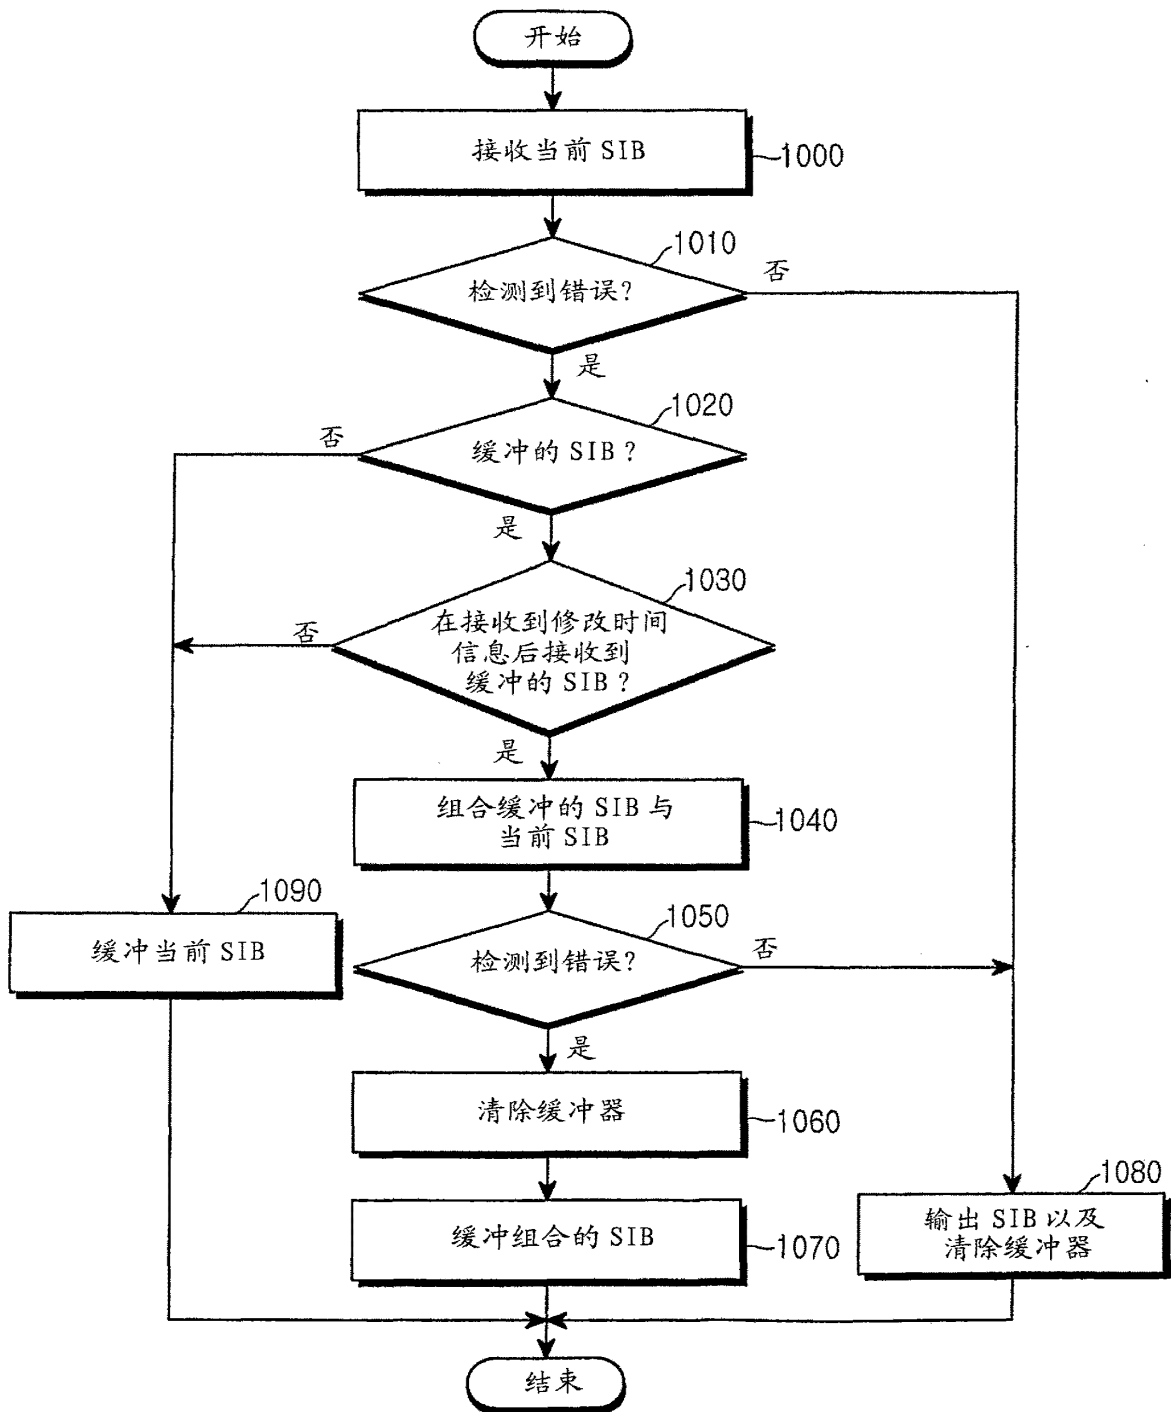 开始
接收当前 SIB
1000
1010
检测到错误?
否
是
1020
缓冲的 SIB?
否
是
1030
在接收到修改时间
信息后接收到
缓冲的 SIB?
否
是
组合缓冲的 SIB 与
当前 SIB
1040
1090
缓冲当前 SIB
1050
检测到错误?
否
是
清除缓冲器
1060
缓冲组合的 SIB
1070
1080
输出 SIB 以及
清除缓冲器
结束